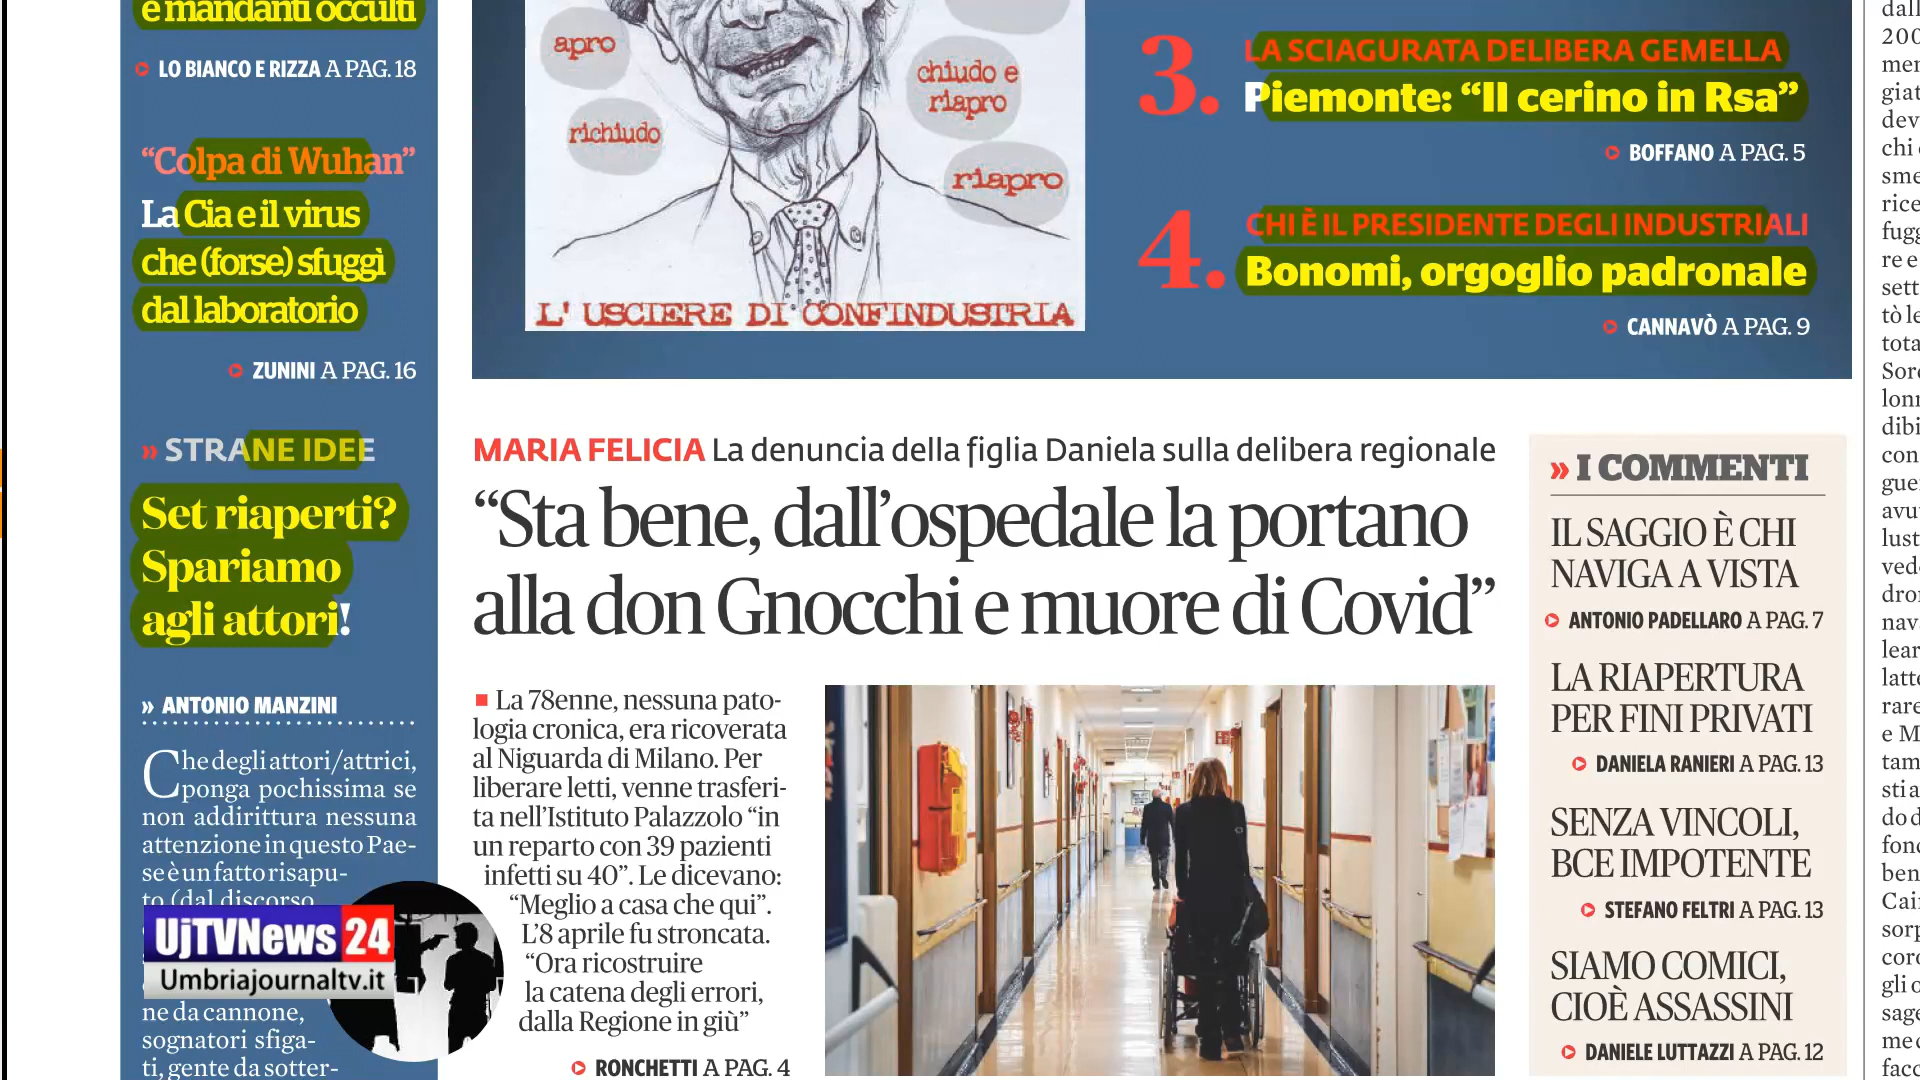 e mandanti occulti
LO BIANCO E RIZZA A PAG. 18
“Colpa di Wuhan”
La Cia e il virus
che (forse) sfuggì
dal laboratorio
ZUNINI A PAG. 16
» STRANE IDEE
Set riaperti?
Spariamo
agli attori!
» ANTONIO MANZINI
Che degli attori/attrici,
ponga pochissima se
non addirittura nessuna
attenzione in questo Pae-
se è un fatto risapu-
to (dal discorso
ne da cannone,
sognatori sfiga-
ti, gente da sotter-
UjTVNews 24
Umbriajournaltv.it
apro
richiudo
chiudo e
riapro
riapro
L' USCIERE DI CONFINDUSTRIA
3. LA SCIAGURATA DELIBERA GEMELLA
Piemonte: “Il cerino in Rsa”
BOFFANO A PAG. 5
4. CHI È IL PRESIDENTE DEGLI INDUSTRIALI
Bonomi, orgoglio padronale
CANNAVÒ A PAG. 9
MARIA FELICIA La denuncia della figlia Daniela sulla delibera regionale
“Sta bene, dall’ospedale la portano
alla don Gnocchi e muore di Covid”
La 78enne, nessuna pato-
logia cronica, era ricoverata
al Niguarda di Milano. Per
liberare letti, venne trasferi-
ta nell’Istituto Palazzolo “in
un reparto con 39 pazienti
infetti su 40”. Le dicevano:
“Meglio a casa che qui”.
L’8 aprile fu stroncata.
“Ora ricostruire
la catena degli errori,
dalla Regione in giù”
RONCHETTI A PAG. 4
» I COMMENTI
IL SAGGIO È CHI
NAVIGA A VISTA
ANTONIO PADELLARO A PAG. 7
LA RIAPERTURA
PER FINI PRIVATI
DANIELA RANIERI A PAG. 13
SENZA VINCOLI,
BCE IMPOTENTE
STEFANO FELTRI A PAG. 13
SIAMO COMICI,
CIOÈ ASSASSINI
DANIELE LUTTAZZI A PAG. 12